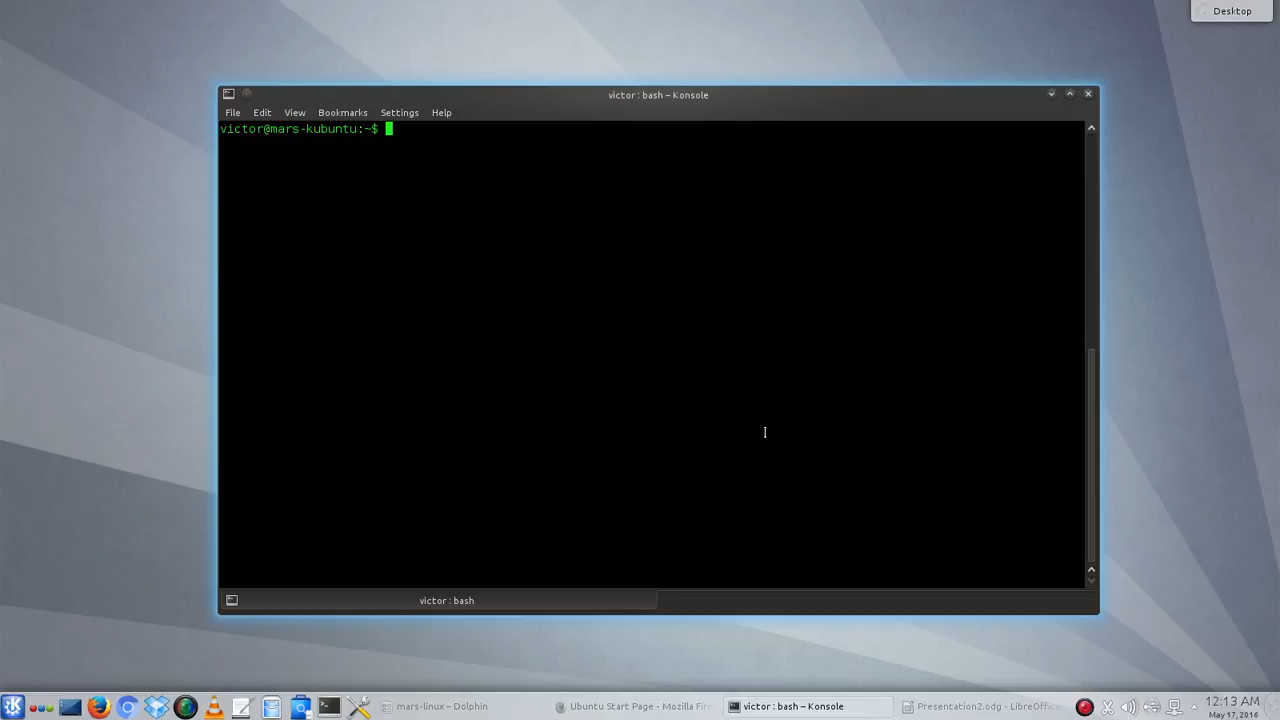 Desktop
victor : bash – Konsole
File Edit View Bookmarks Settings Help
victor@mars-kubuntu:~$
victor : bash
mars-linux – Dolphin
Ubuntu Start Page - Mozilla Fire
victor : bash – Konsole
Presentation2.odg - LibreOffice
12:13 AM
May 17, 2016